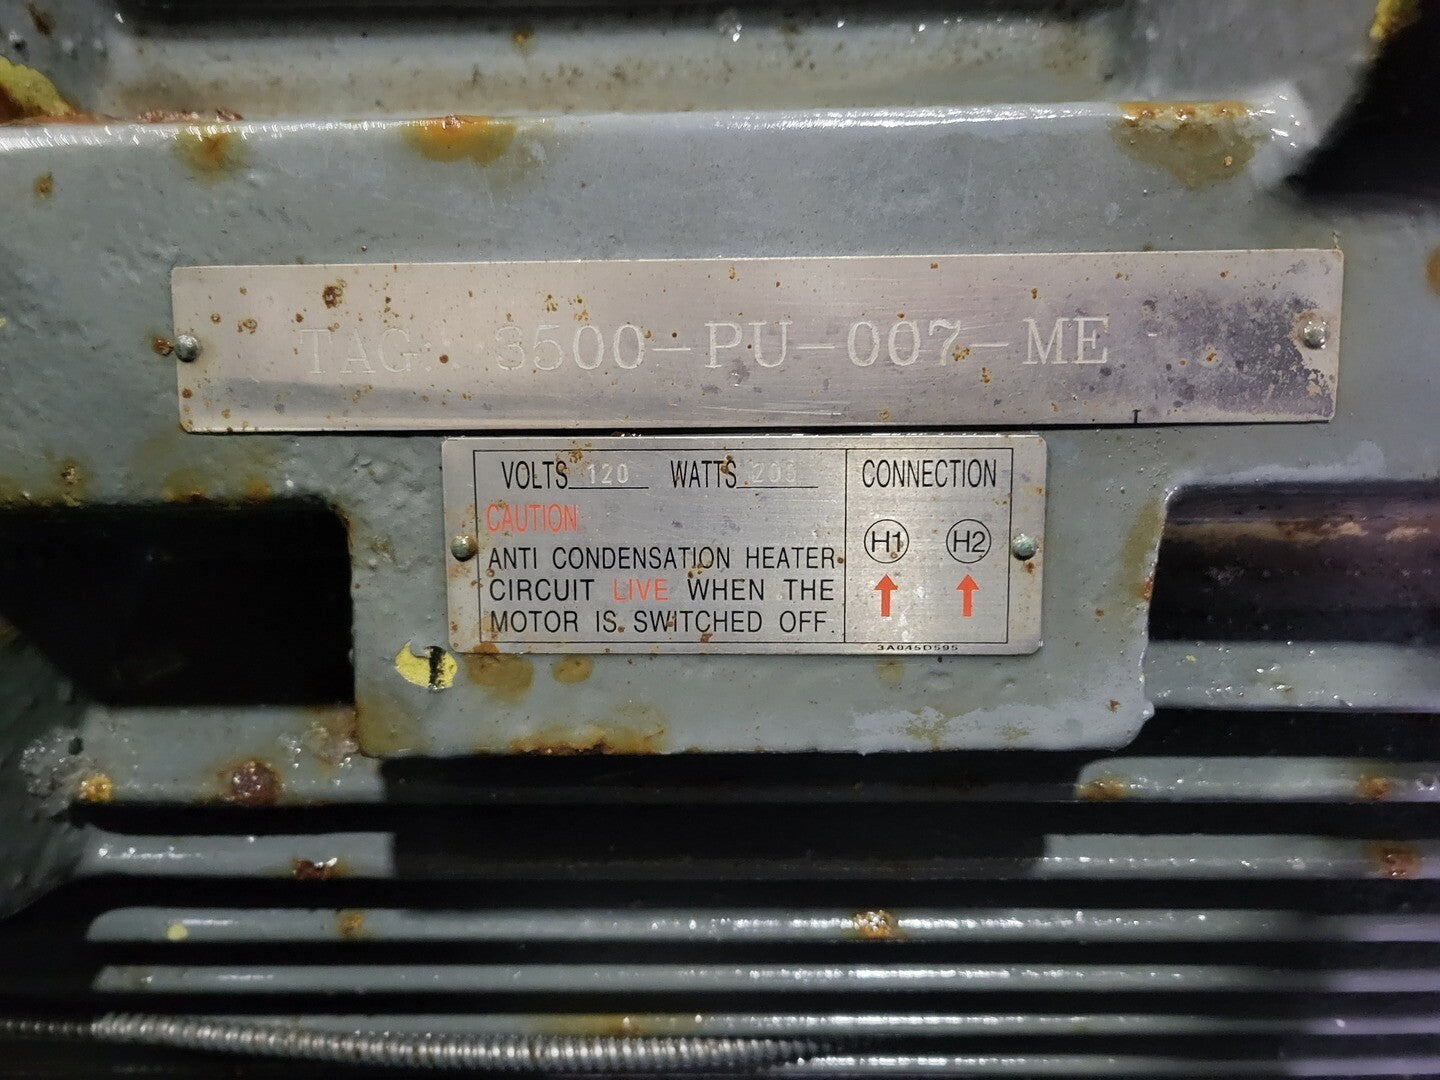 TAG: 3500-PU-007-ME
VOLTS 120 WATTS
CONNECTION
CAUTION
ANTI CONDENSATION HEATER
CIRCUIT LIVE WHEN THE
MOTOR IS SWITCHED OFF
H1 H2
3A045D595